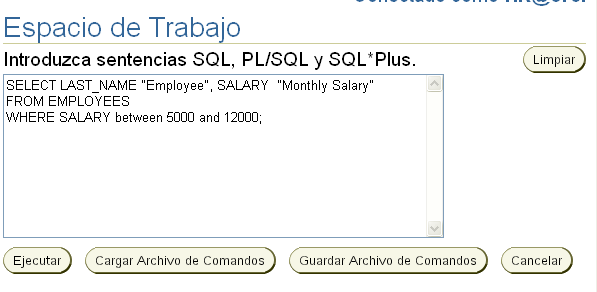 Conectado como HR@orcl
Espacio de Trabajo
Introduzca sentencias SQL, PL/SQL y SQL*Plus.
Limpiar
SELECT LAST_NAME "Employee", SALARY "Monthly Salary"
FROM EMPLOYEES
WHERE SALARY between 5000 and 12000;
Ejecutar
Cargar Archivo de Comandos
Guardar Archivo de Comandos
Cancelar